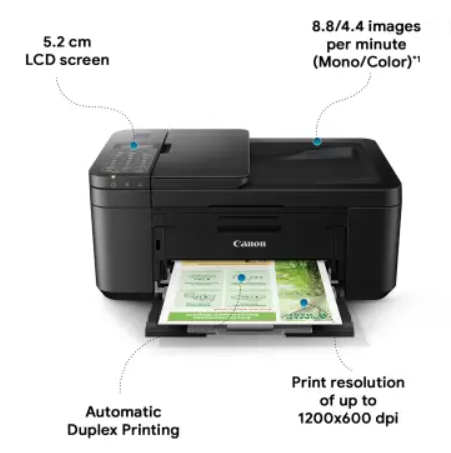 5.2 cm
LCD screen
8.8/4.4 images
per minute
(Mono/Color)*¹
Canon
Automatic
Duplex Printing
Print resolution
of up to
1200x600 dpi